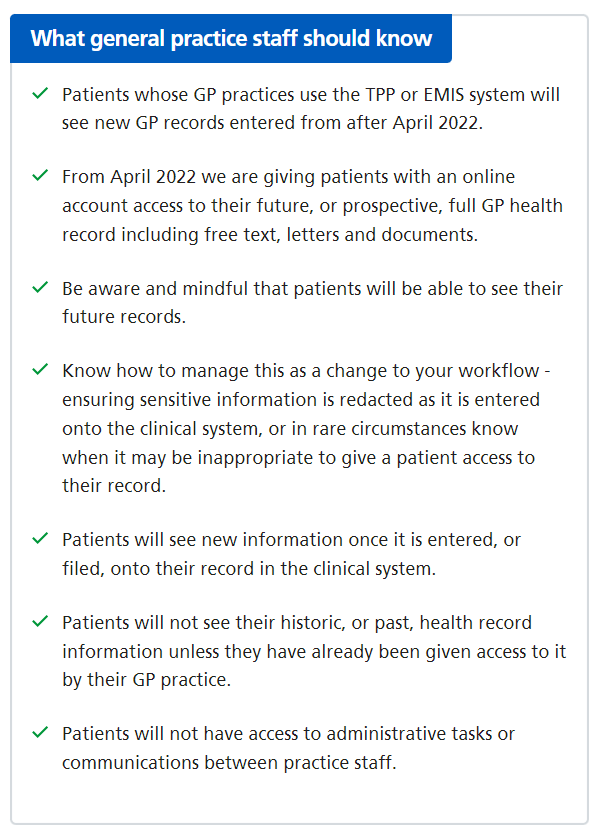 What general practice staff should know
Patients whose GP practices use the TPP or EMIS system will
see new GP records entered from after April 2022.
From April 2022 we are giving patients with an online
account access to their future, or prospective, full GP health
record including free text, letters and documents.
Be aware and mindful that patients will be able to see their
future records.
Know how to manage this as a change to your workflow -
ensuring sensitive information is redacted as it is entered
onto the clinical system, or in rare circumstances know
when it may be inappropriate to give a patient access to
their record.
Patients will see new information once it is entered, or
filed, onto their record in the clinical system.
Patients will not see their historic, or past, health record
information unless they have already been given access to it
by their GP practice.
Patients will not have access to administrative tasks or
communications between practice staff.